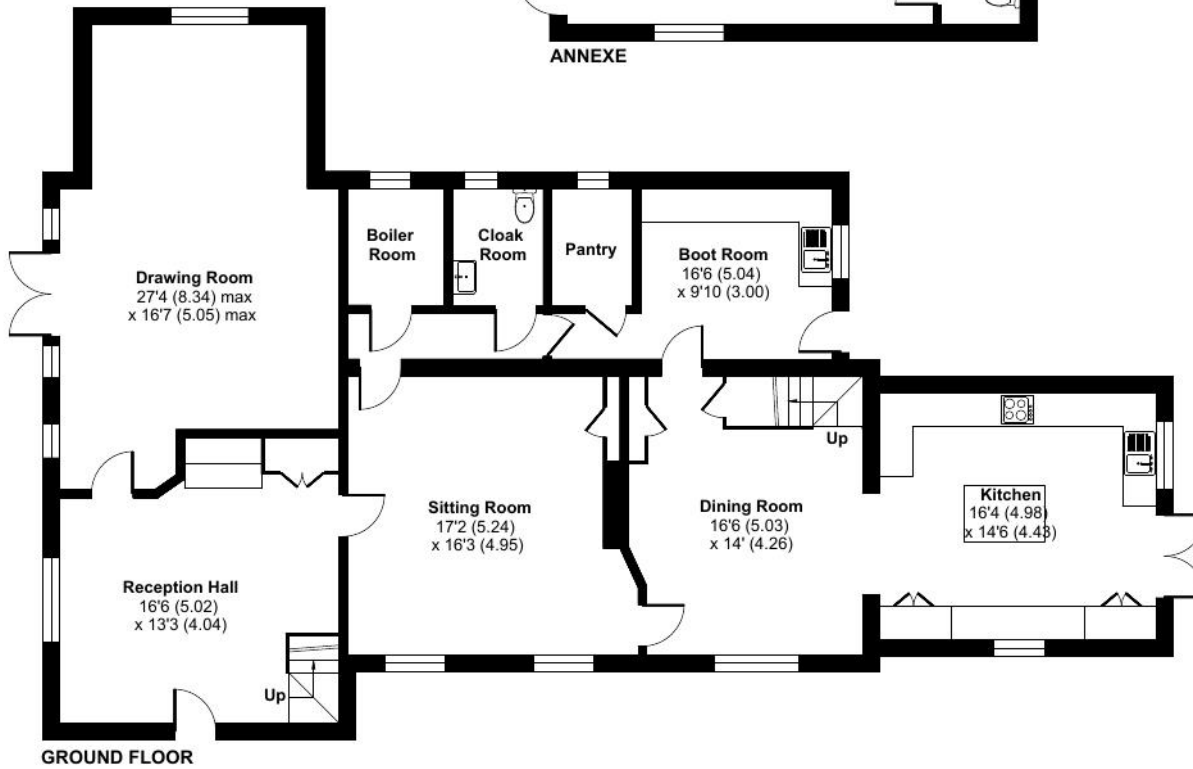 ANNEXE
Boiler
Room
Cloak
Room
Pantry
Boot Room
16'6 (5.04)
x 9'10 (3.00)
Drawing Room
27'4 (8.34) max
x 16'7 (5.05) max
Up
Sitting Room
17'2 (5.24)
x 16'3 (4.95)
Dining Room
16'6 (5.03)
x 14' (4.26)
Kitchen
16'4 (4.98)
x 14'6 (4.43)
Reception Hall
16'6 (5.02)
x 13'3 (4.04)
Up
GROUND FLOOR